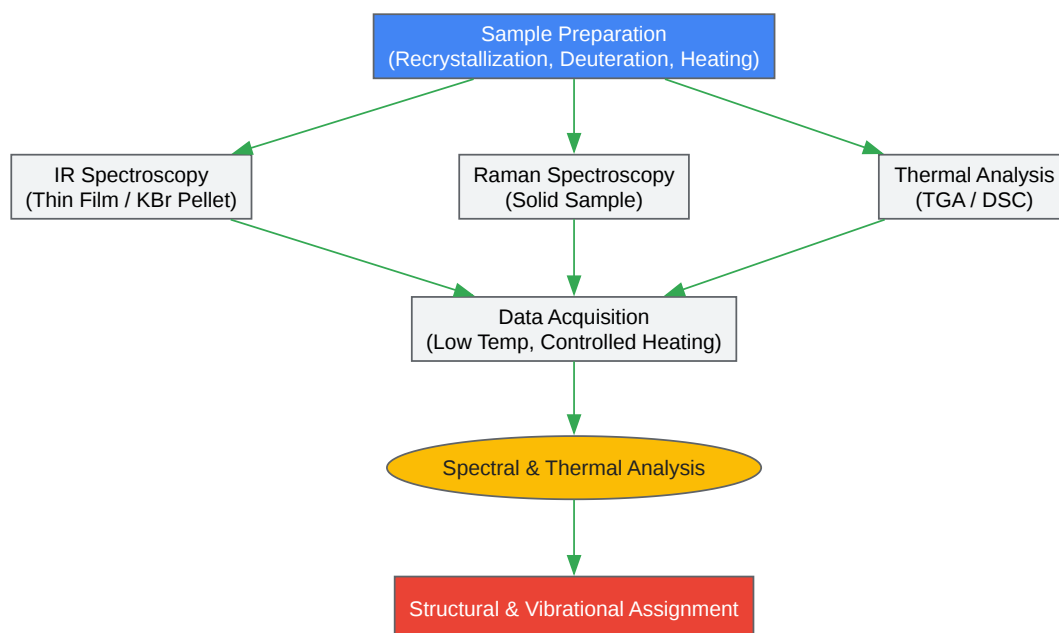 Sample Preparation
(Recrystallization, Deuteration, Heating)
IR Spectroscopy
(Thin Film / KBr Pellet)
Raman Spectroscopy
(Solid Sample)
Thermal Analysis
(TGA / DSC)
Data Acquisition
(Low Temp, Controlled Heating)
Spectral & Thermal Analysis
Structural & Vibrational Assignment